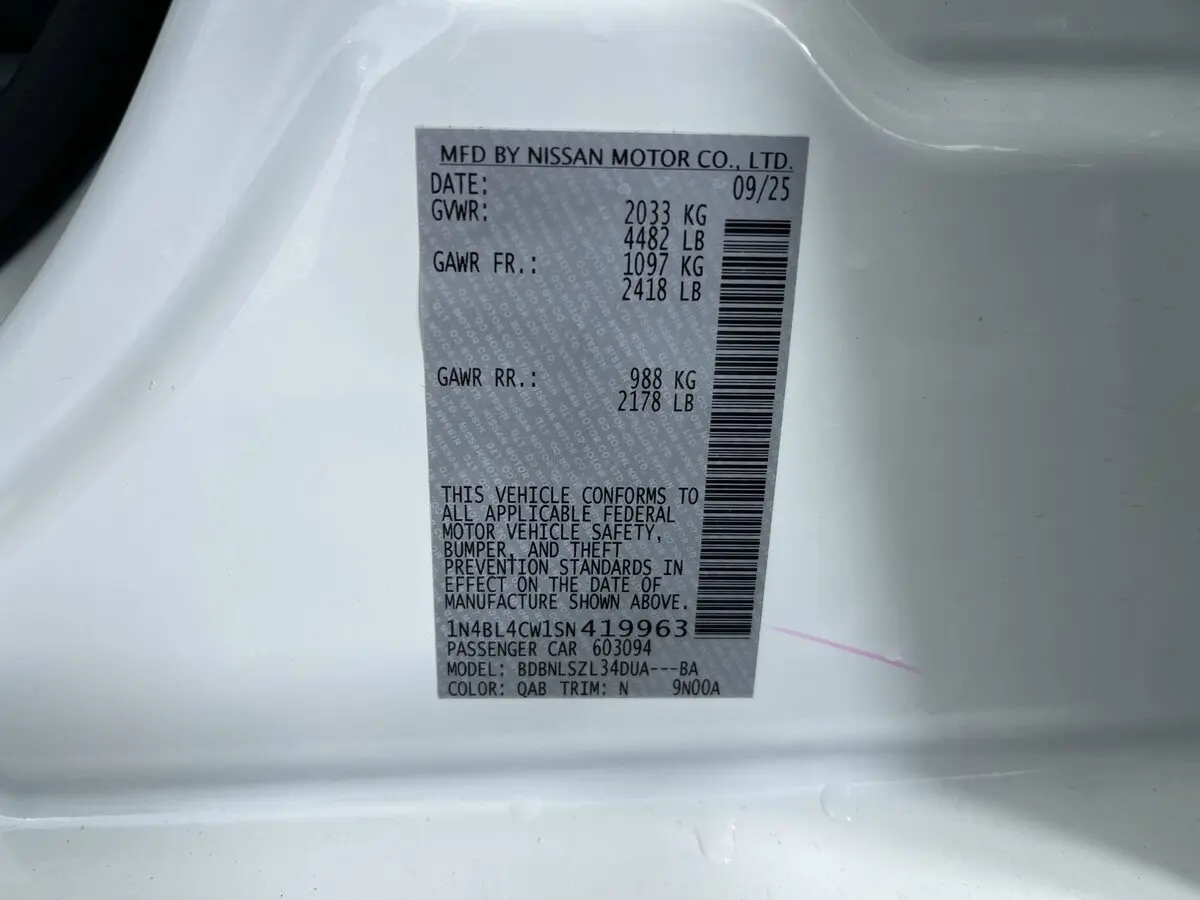 MFD BY NISSAN MOTOR CO., LTD.
DATE: 09/25
GVWR: 2033 KG
4482 LB
GAWR FR.: 1097 KG
2418 LB
GAWR RR.: 988 KG
2178 LB
THIS VEHICLE CONFORMS TO
ALL APPLICABLE FEDERAL
MOTOR VEHICLE SAFETY,
BUMPER, AND THEFT
PREVENTION STANDARDS IN
EFFECT ON THE DATE OF
MANUFACTURE SHOWN ABOVE.
1N4BL4CW1SN419963
PASSENGER CAR 603094
MODEL: BDBNLSZL34DUA---BA
COLOR: QAB TRIM: N 9N00A